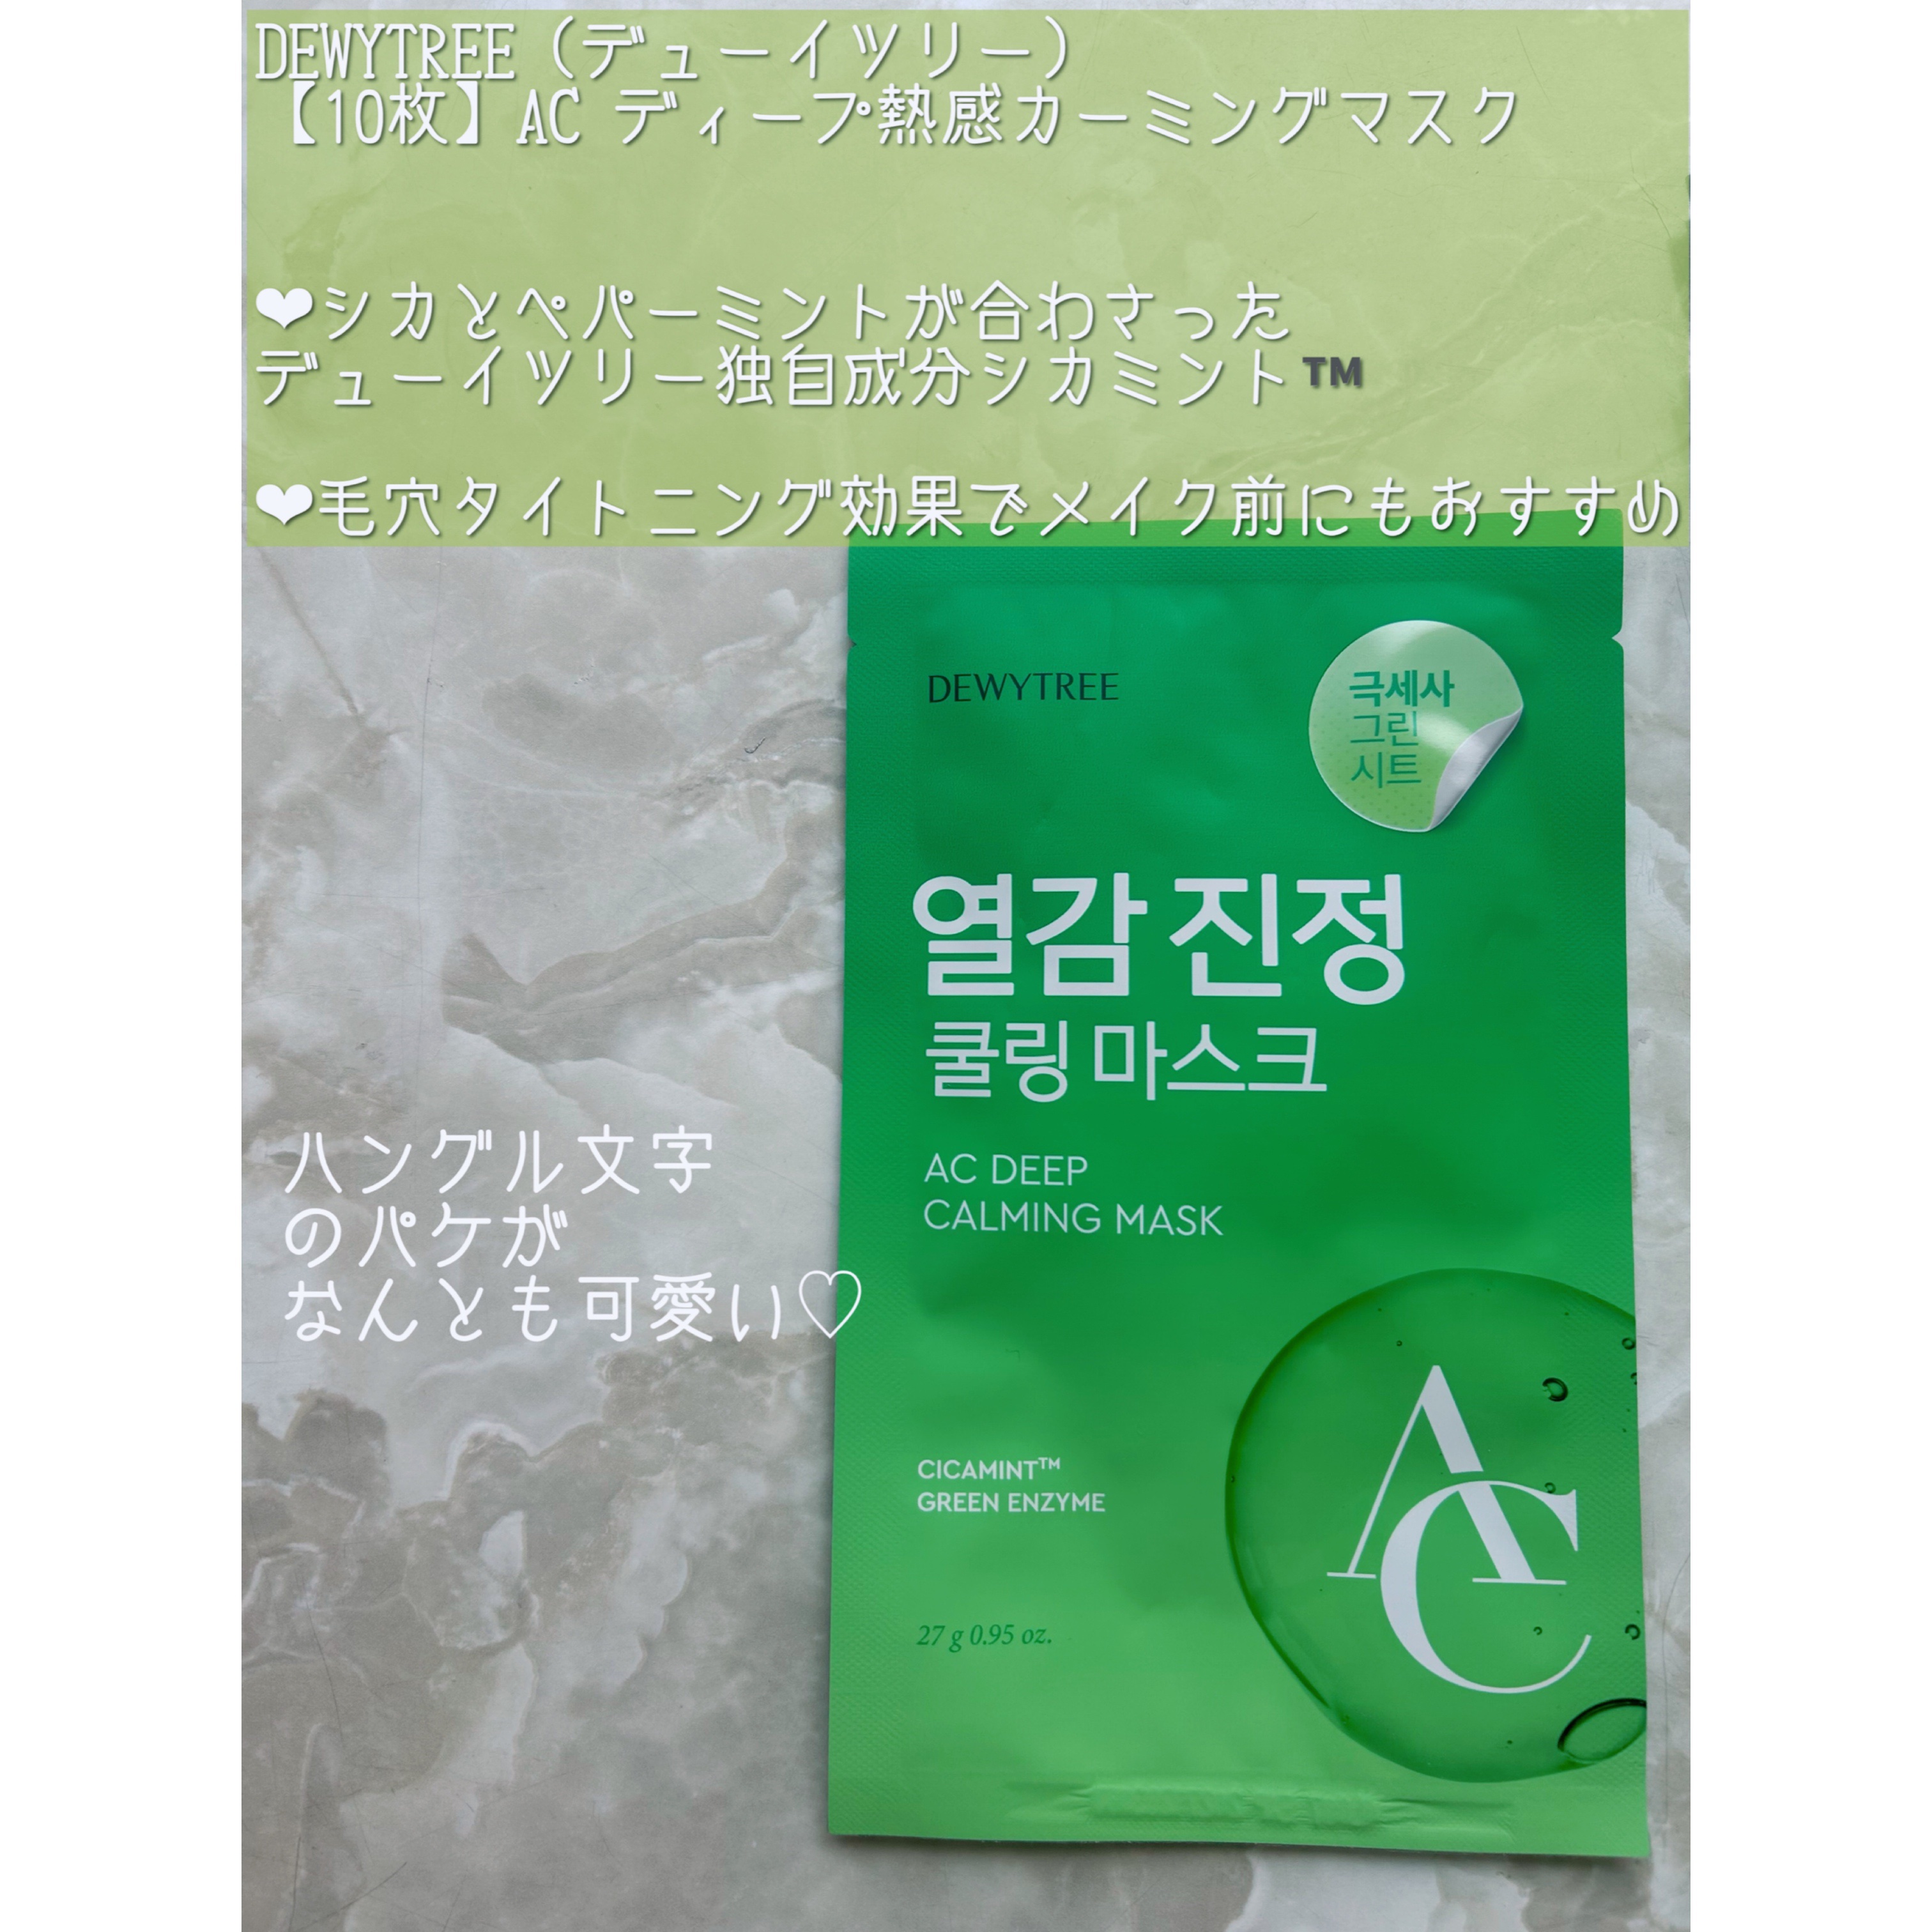 DEWYTREE（デューイツリー）
【10枚】AC ディープ熱感カーミングマスク
❤シカとペパーミントが合わさった
デューイツリー独自成分シカミント™
❤毛穴タイトニング効果でメイク前にもおすすめ
DEWYTREE
극세사
그린
시트
열감 진정
쿨링 마스크
AC DEEP
CALMING MASK
ハングル文字
のパケが
なんとも可愛い♡
CICAMINT™
GREEN ENZYME
AC
27 g 0.95 oz.